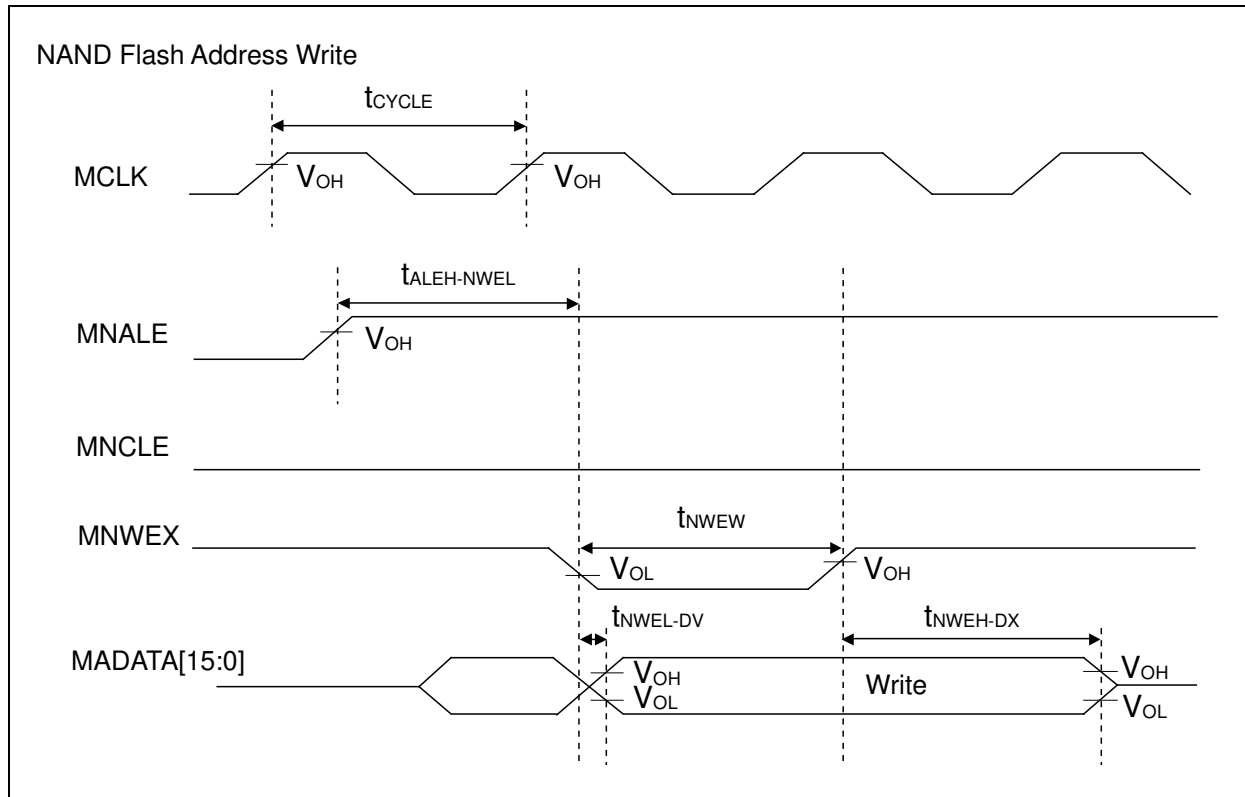 NAND Flash Address Write
tCYCLE
MCLK
VOH
VOH
tALEH-NWEL
MNALE
VOH
MNCLE
tNWEW
MNWEX
VOL
VOH
tNWEL-DV
tNWEH-DX
MADATA[15:0]
VOH
VOL
Write
VOH
VOL